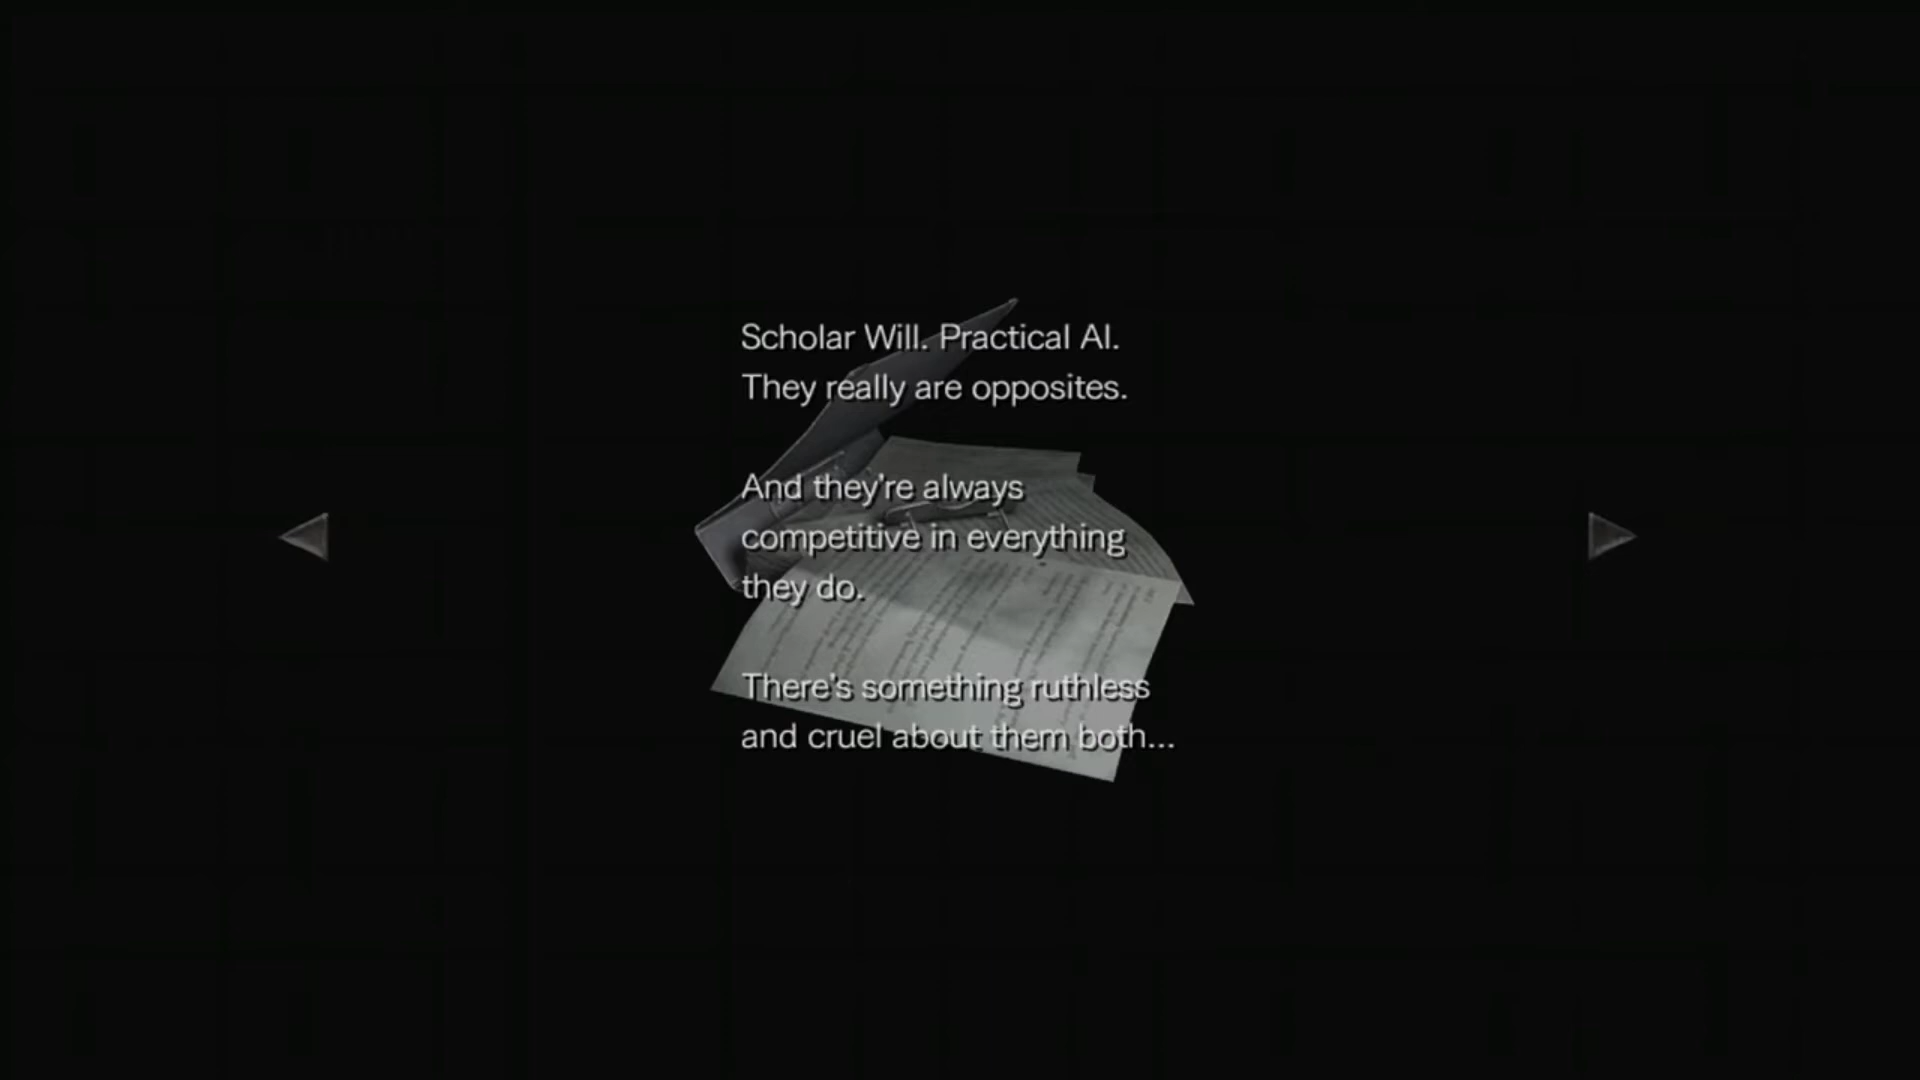 Scholar Will. Practical Al.
They really are opposites.
And they're always
competitive in everything
they do.
There's something ruthless
and cruel about them both...